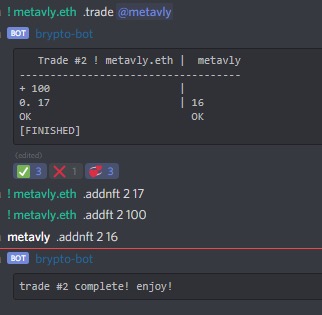 ! metavly.eth .trade @metavly
BOT brypto-bot
Trade #2 ! metavly.eth | metavly
-----------------------------------
+ 100 |
0. 17 | 16
OK OK
[FINISHED]
(edited)
3 1 3
! metavly.eth .addnft 2 17
! metavly.eth .addft 2 100
metavly .addnft 2 16
BOT brypto-bot
trade #2 complete! enjoy!